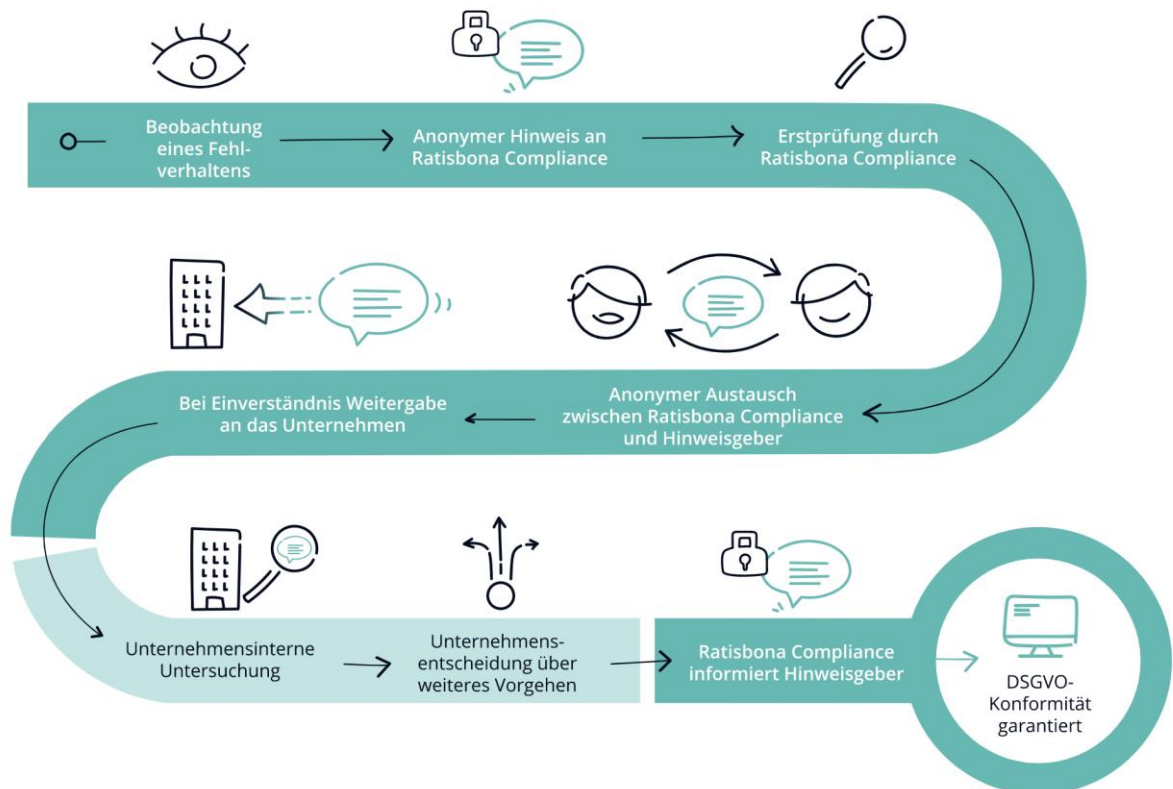 Beobachtung
eines Fehl-
verhaltens
Anonymer Hinweis an
Ratisbona Compliance
Erstprüfung durch
Ratisbona Compliance
Anonymer Austausch
zwischen Ratisbona Compliance
und Hinweisgeber
Bei Einverständnis Weitergabe
an das Unternehmen
Unternehmensinterne
Untersuchung
Unternehmens-
entscheidung über
weiteres Vorgehen
Ratisbona Compliance
informiert Hinweisgeber
DSGVO-
Konformität
garantiert